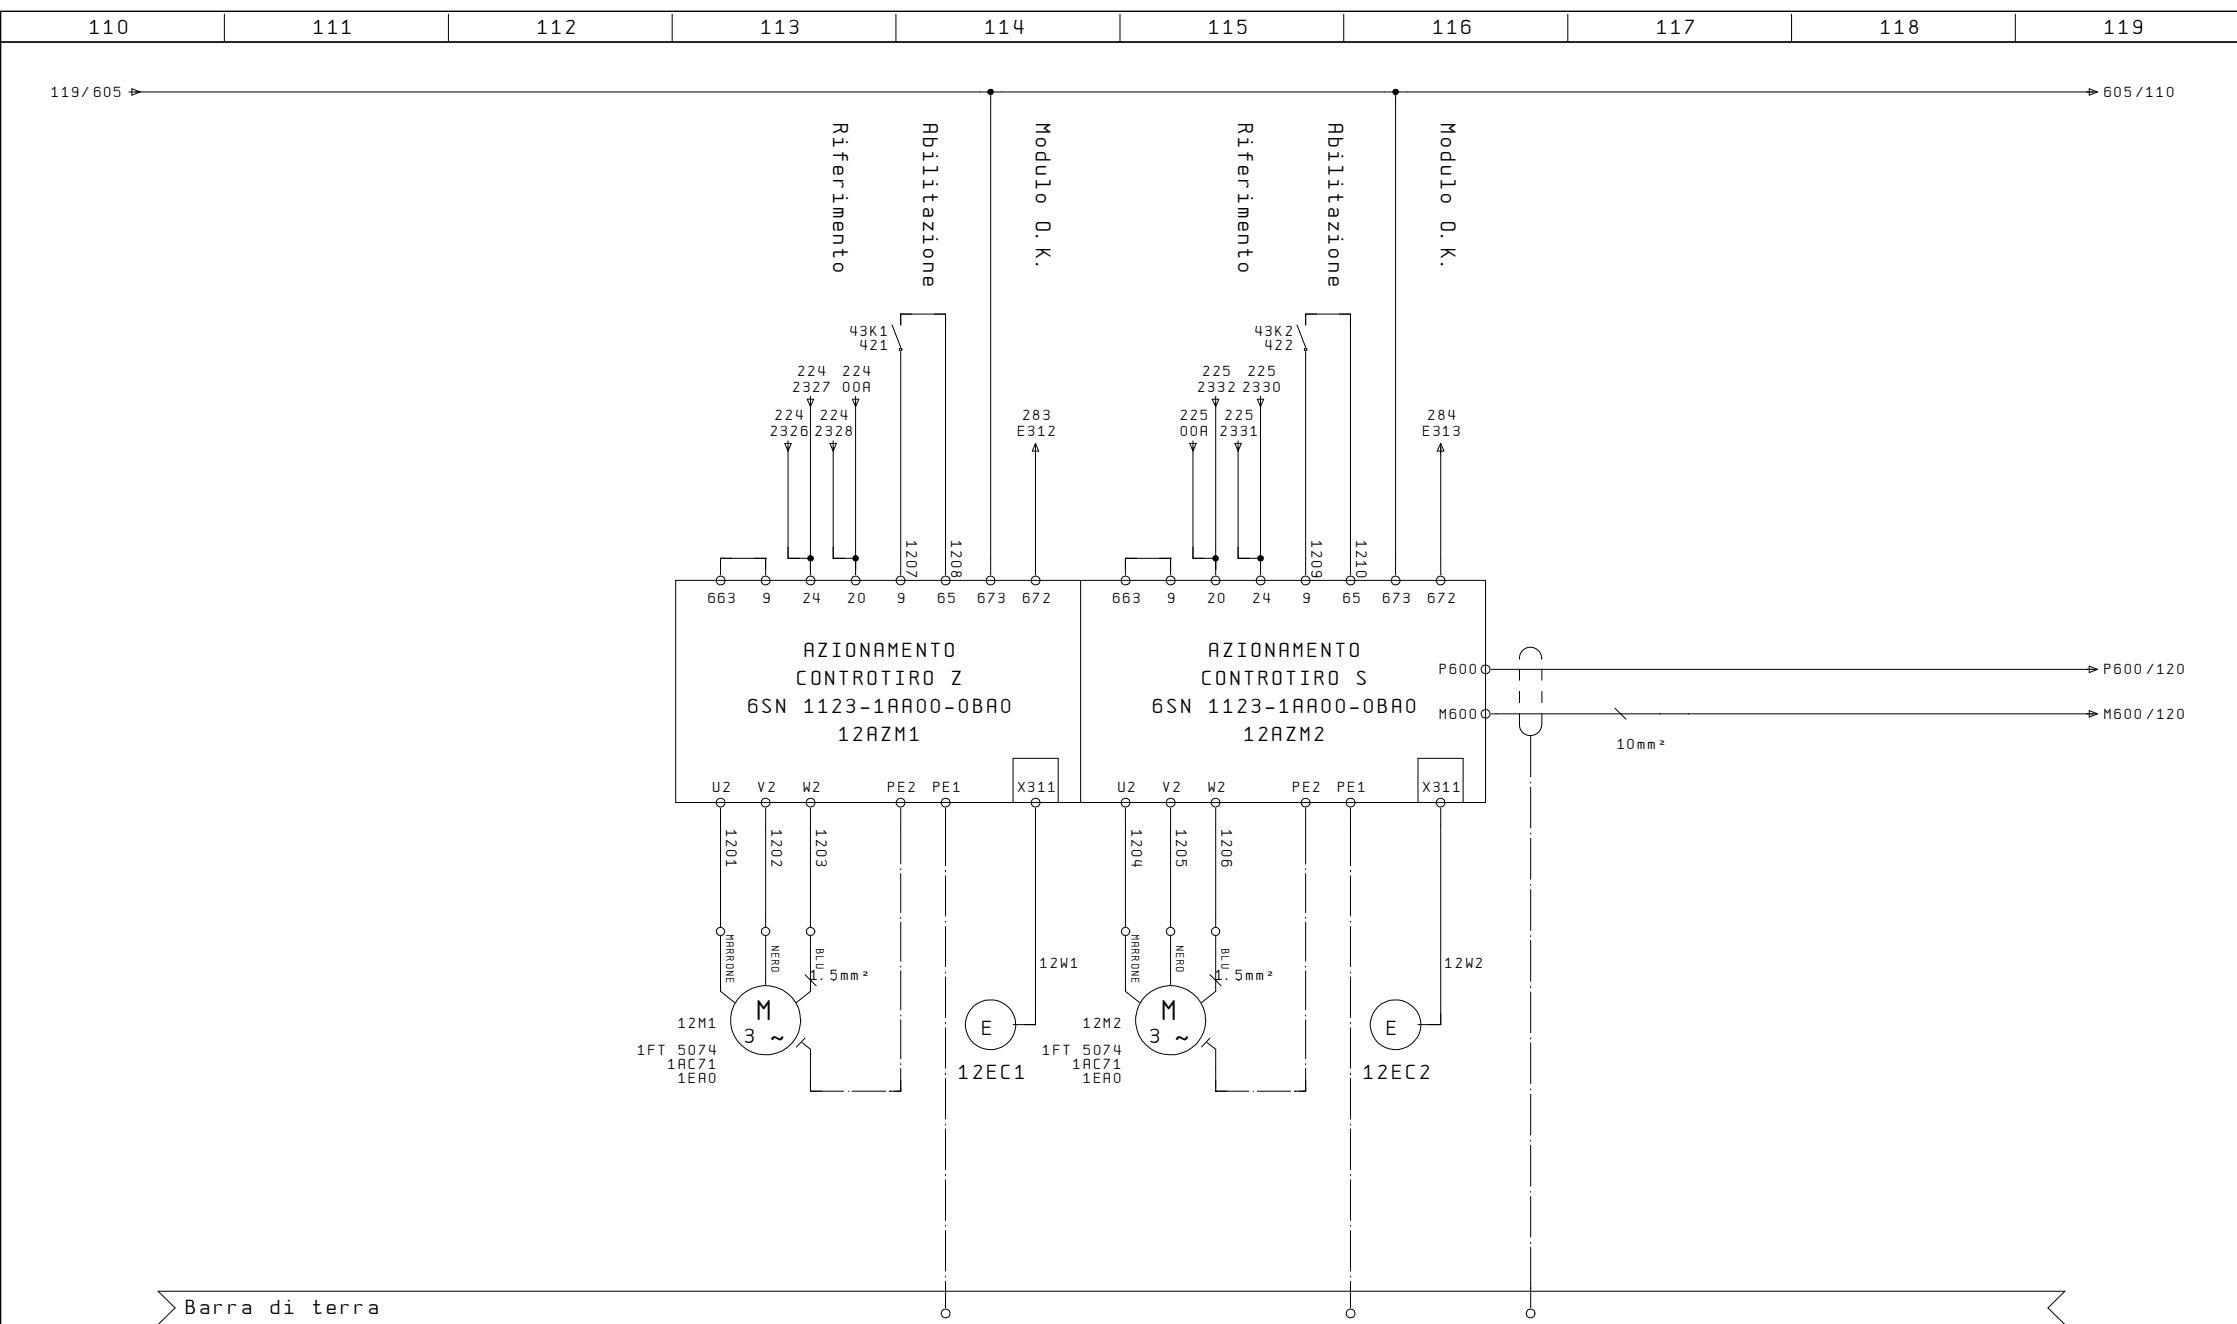 110 111 112 113 114 115 116 117 118 119
119/605 605/110
Riferimento
Abilitazione
Modulo O.K.
Riferimento
Abilitazione
Modulo O.K.
43K1
421
43K2
422
224 224
2327 00A
225 225
2332 2330
224 224
2326 2328
283
E312
225 225
00A 2331
284
E313
1207
1208
1209
1210
663 9 24 20 9 65 673 672
663 9 20 24 9 65 673 672
AZIONAMENTO
CONTROTIRO Z
6SN 1123-1AA00-0BA0
12AZM1
AZIONAMENTO
CONTROTIRO S
6SN 1123-1AA00-0BA0
12AZM2
P600
P600/120
M600
M600/120
10mm²
U2 V2 W2 PE2 PE1 X311
U2 V2 W2 PE2 PE1 X311
1201
1202
1203
1204
1205
1206
MARRONE
NERO
BLU
1.5mm²
12W1
MARRONE
NERO
BLU
1.5mm²
12W2
M
3 ~
12M1
1FT 5074
1AC71
1EA0
E
12EC1
M
3 ~
12M2
1FT 5074
1AC71
1EA0
E
12EC2
Barra di terra